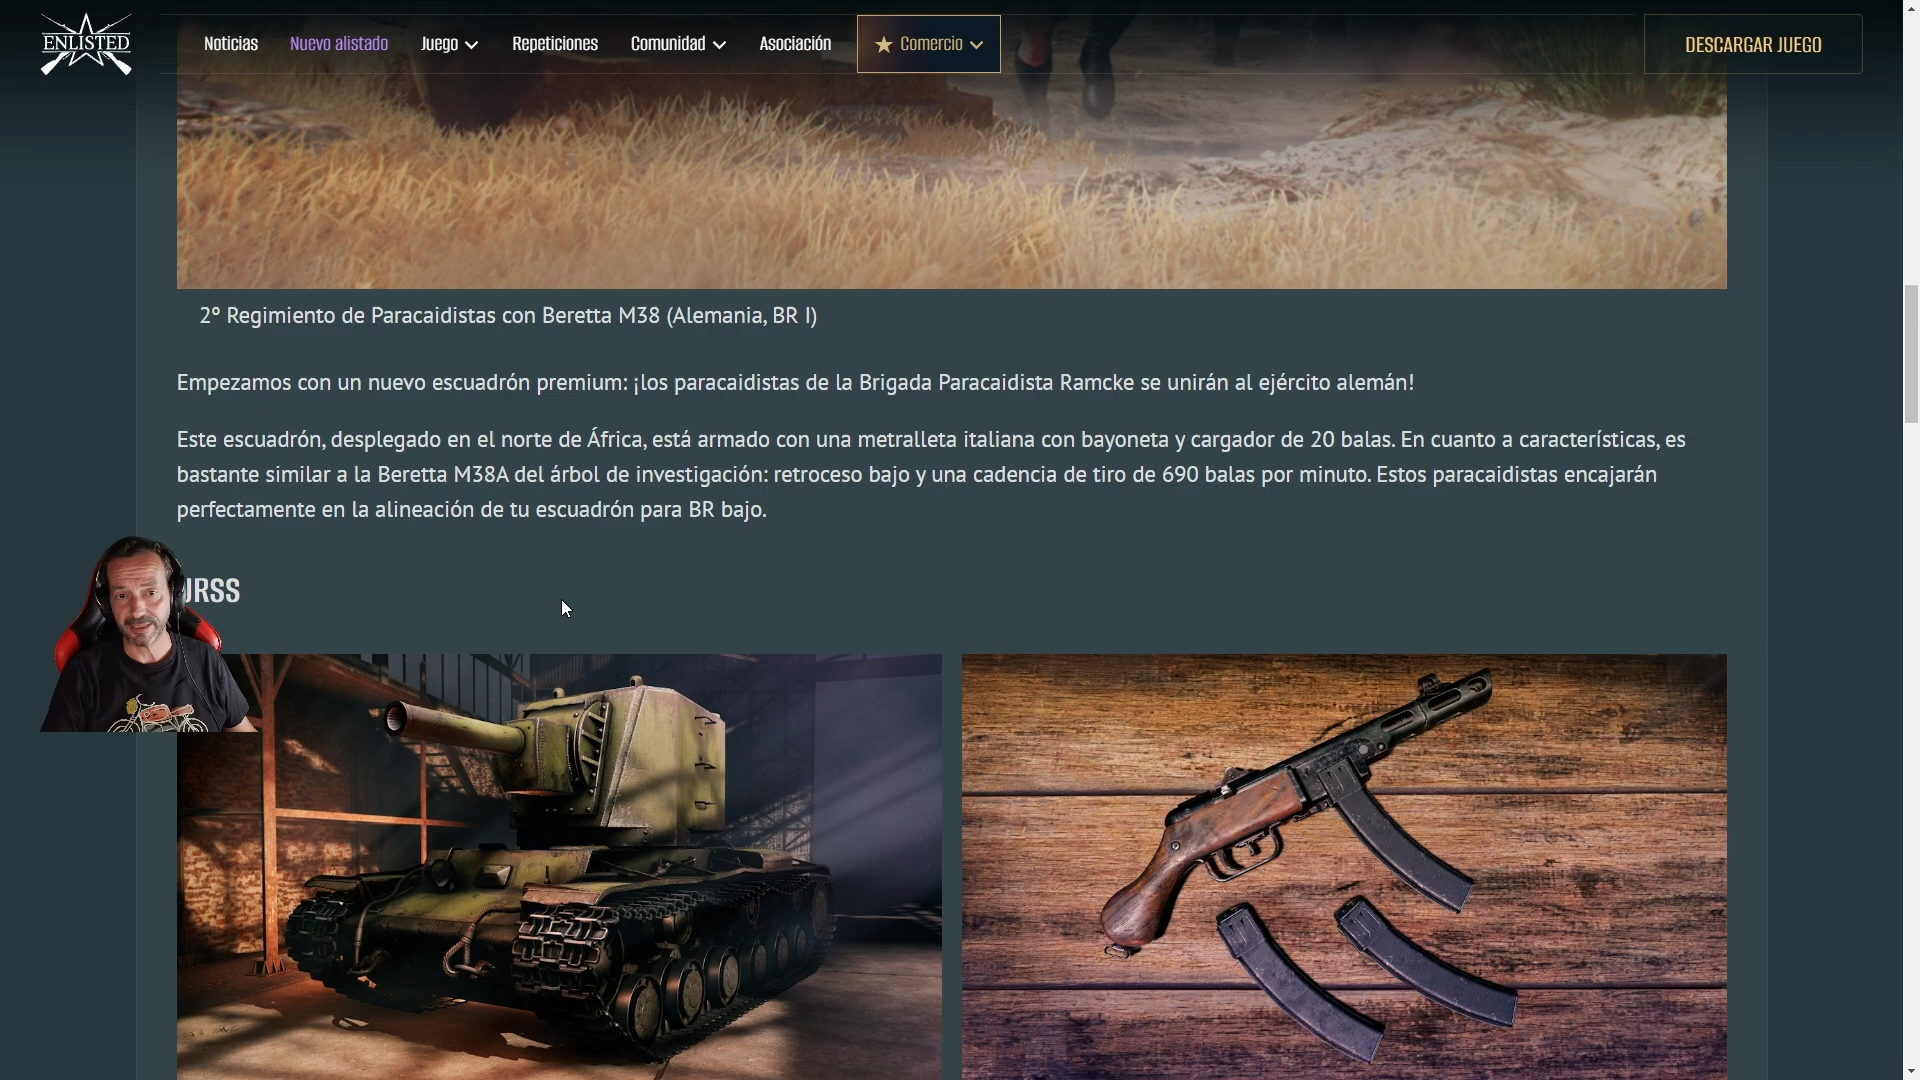 ENLISTED
Noticias
Nuevo alistado
Juego
Repeticiones
Comunidad
Asociación
Comercio
DESCARGAR JUEGO
2º Regimiento de Paracaidistas con Beretta M38 (Alemania, BR I)
Empezamos con un nuevo escuadrón premium: ¡los paracaidistas de la Brigada Paracaidista Ramcke se unirán al ejército alemán!
Este escuadrón, desplegado en el norte de África, está armado con una metralleta italiana con bayoneta y cargador de 20 balas. En cuanto a características, es
bastante similar a la Beretta M38A del árbol de investigación: retroceso bajo y una cadencia de tiro de 690 balas por minuto. Estos paracaidistas encajarán
perfectamente en la alineación de tu escuadrón para BR bajo.
URSS